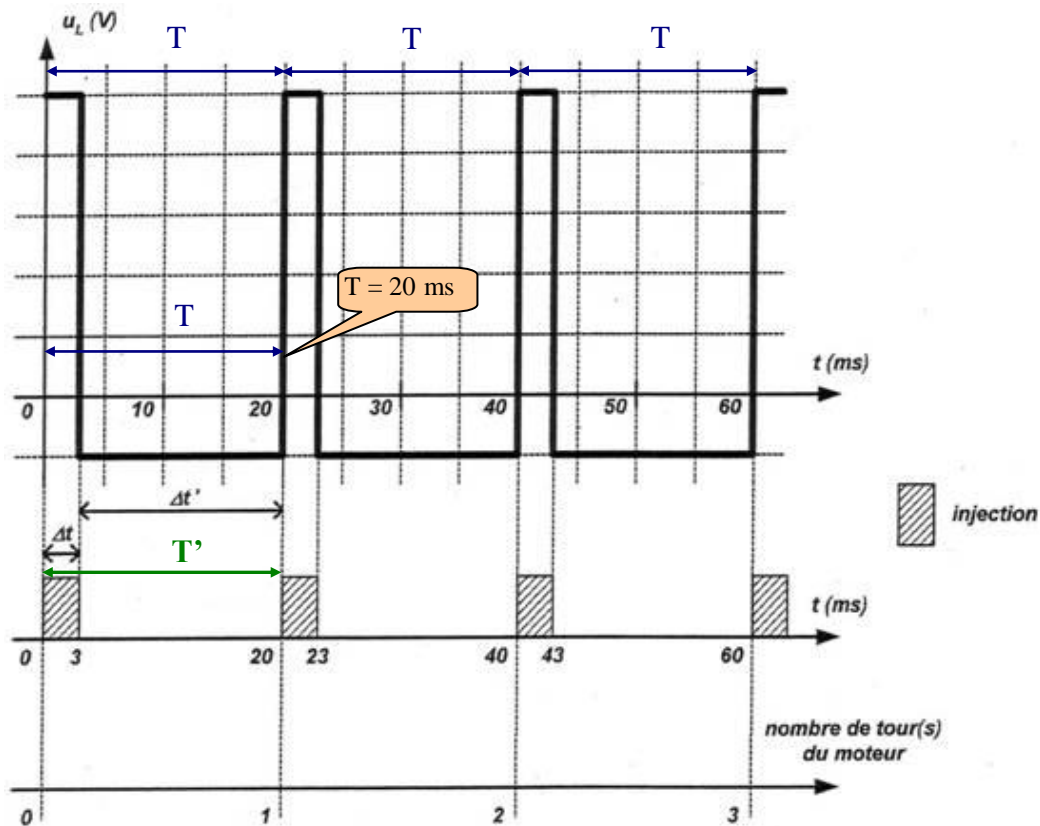 u_L (V)
T T T
T = 20 ms
T
t (ms)
0 10 20 30 40 50 60
Δt'
Δt
T’
injection
t (ms)
0 3 20 23 40 43 60
nombre de tour(s)
du moteur
0 1 2 3